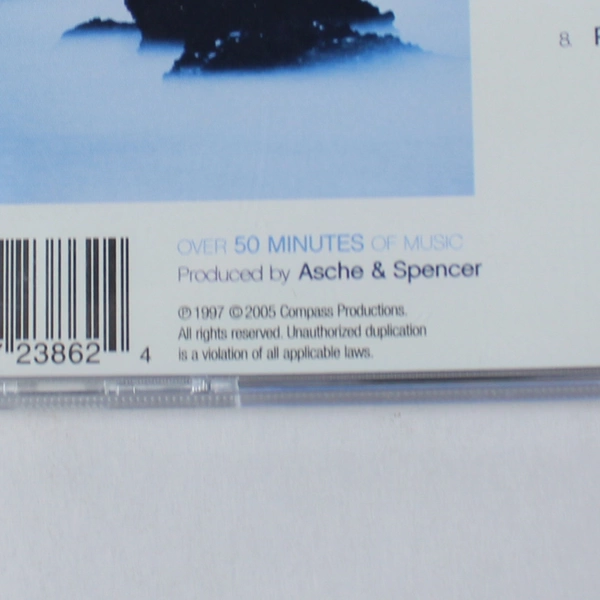 8.
OVER 50 MINUTES OF MUSIC
Produced by Asche & Spencer
℗ 1997 © 2005 Compass Productions.
All rights reserved. Unauthorized duplication
is a violation of all applicable laws.
23862 4